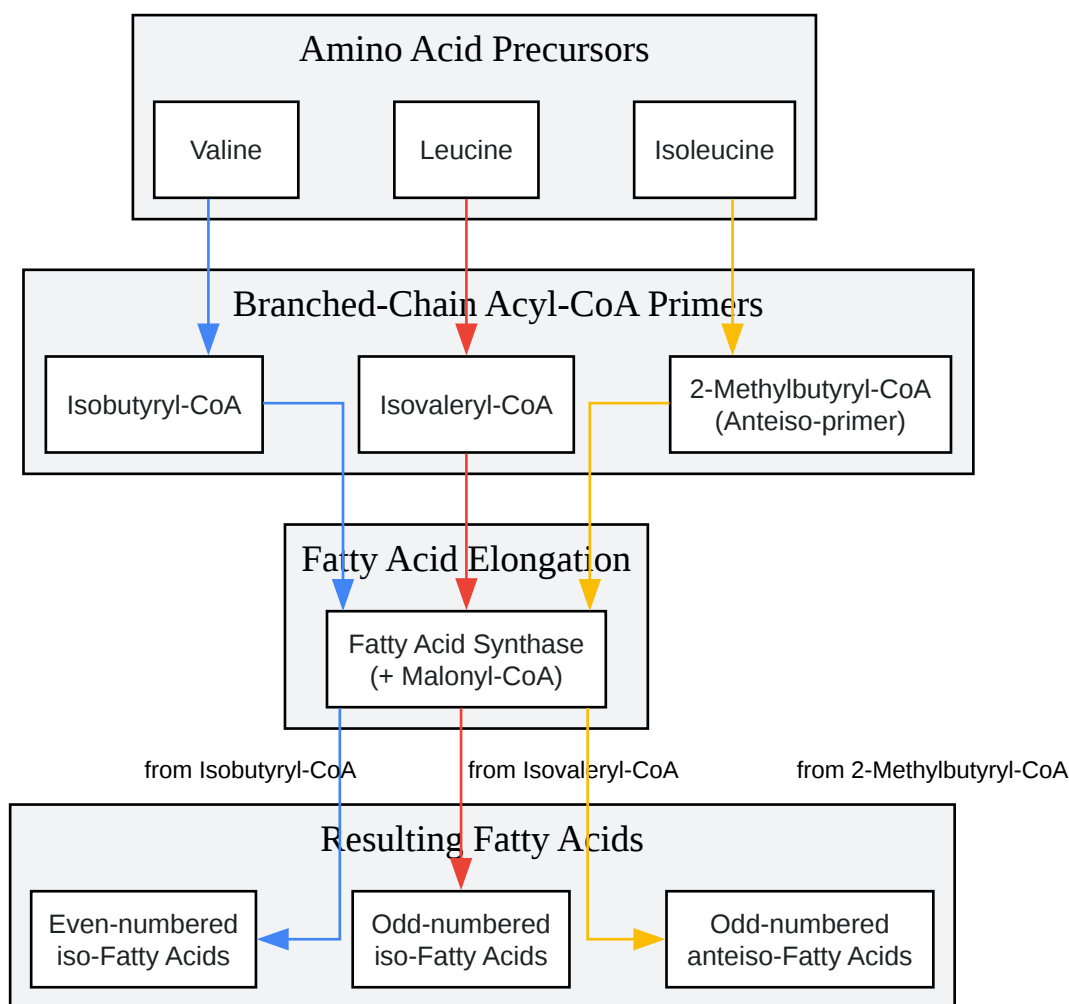 Amino Acid Precursors
Valine
Leucine
Isoleucine
Branched-Chain Acyl-CoA Primers
Isobutyryl-CoA
Isovaleryl-CoA
2-Methylbutyryl-CoA
(Anteiso-primer)
Fatty Acid Elongation
Fatty Acid Synthase
(+ Malonyl-CoA)
from Isobutyryl-CoA
from Isovaleryl-CoA
from 2-Methylbutyryl-CoA
Resulting Fatty Acids
Even-numbered
iso-Fatty Acids
Odd-numbered
iso-Fatty Acids
Odd-numbered
anteiso-Fatty Acids